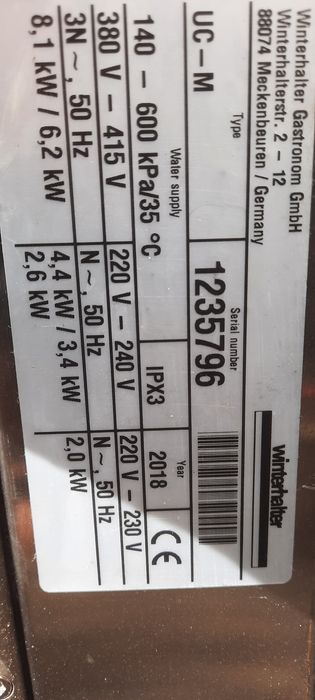 Winterhalter Gastronom GmbH
Winterhalterstr. 2 – 12
88074 Meckenbeuren / Germany
winterhalter
Type
Serial number
UC – M
1235796
Water supply
Year
140 – 600 kPa/35 °C
IPX3
2018
CE
380 V – 415 V
220 V – 240 V
220 V – 230 V
3N ~, 50 Hz
N ~, 50 Hz
N ~, 50 Hz
8,1 kW / 6,2 kW
4,4 kW / 3,4 kW
2,0 kW
2,6 kW